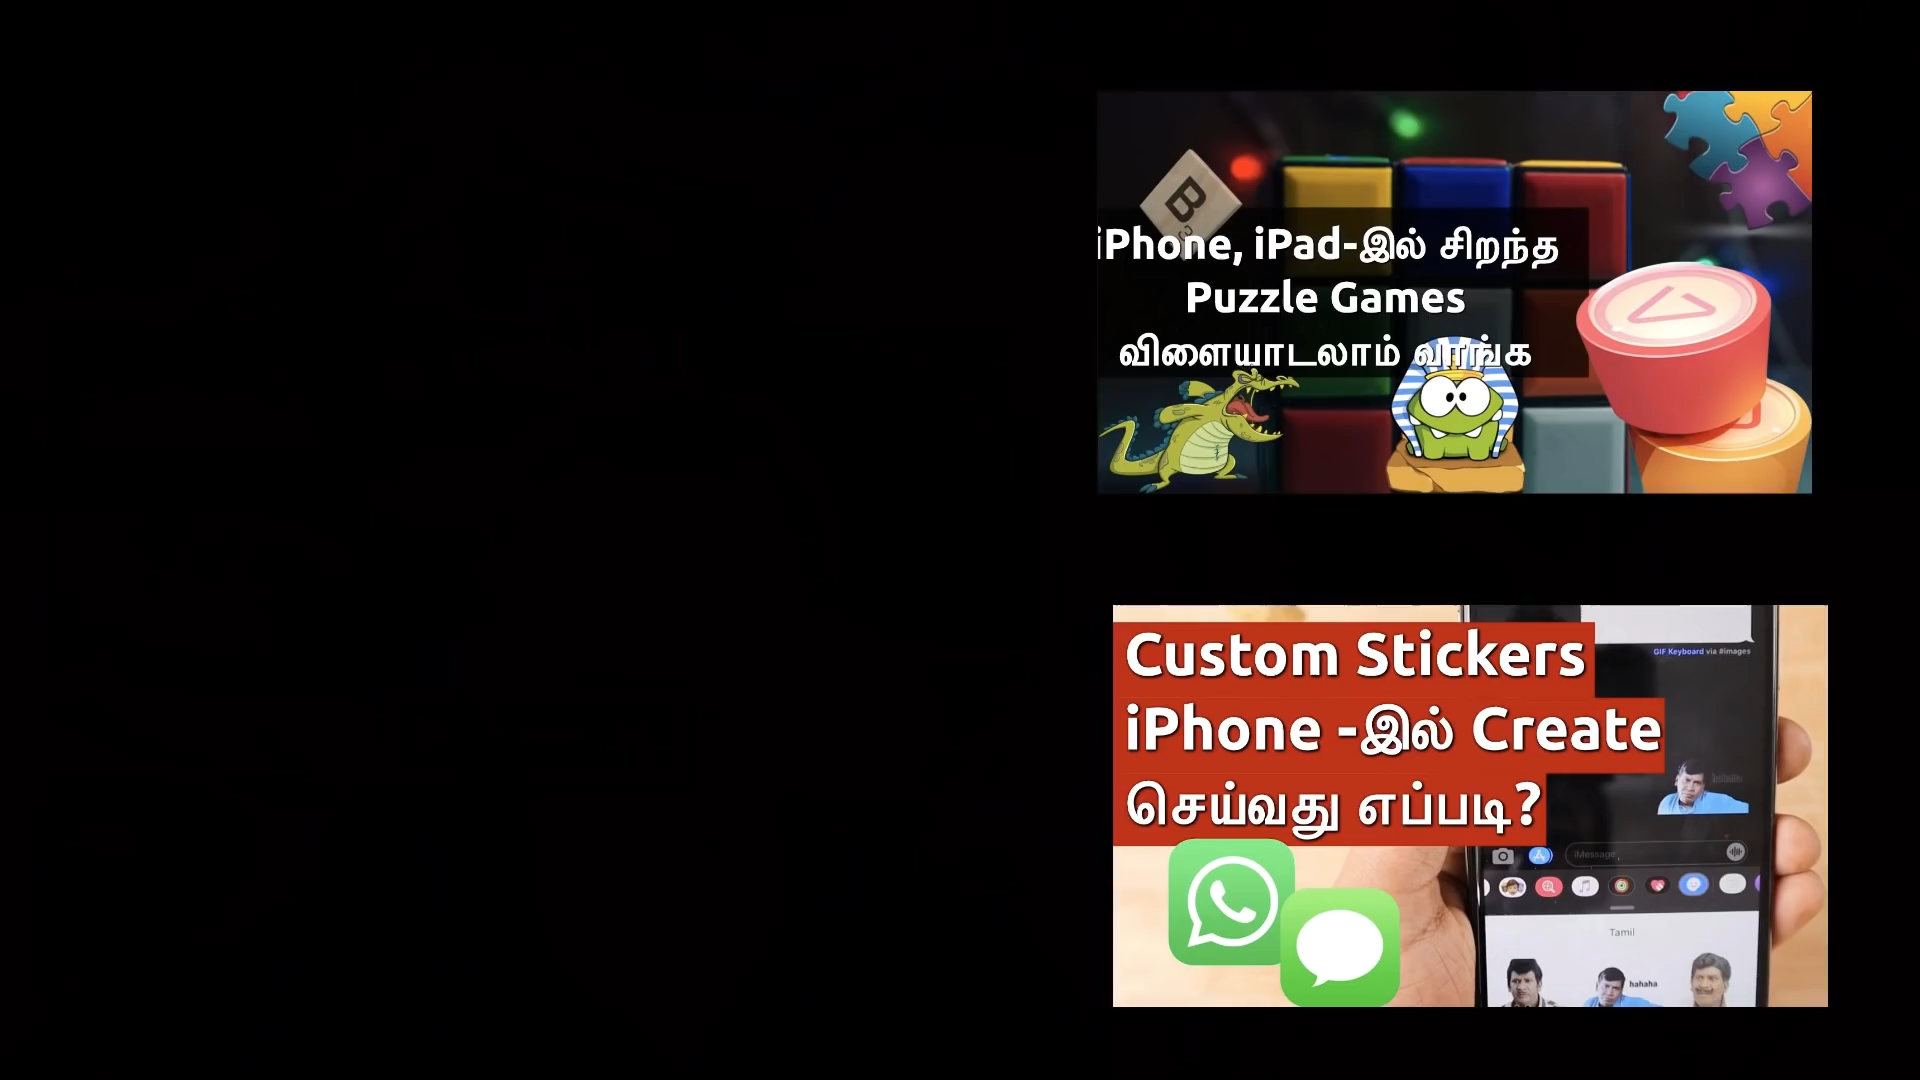 B
iPhone, iPad-இல் சிறந்த
Puzzle Games
விளையாடலாம் வாங்க
Custom Stickers
iPhone -இல் Create
செய்வது எப்படி?
GIF Keyboard via #images
hahaha
iMessage
Tamil
hahaha